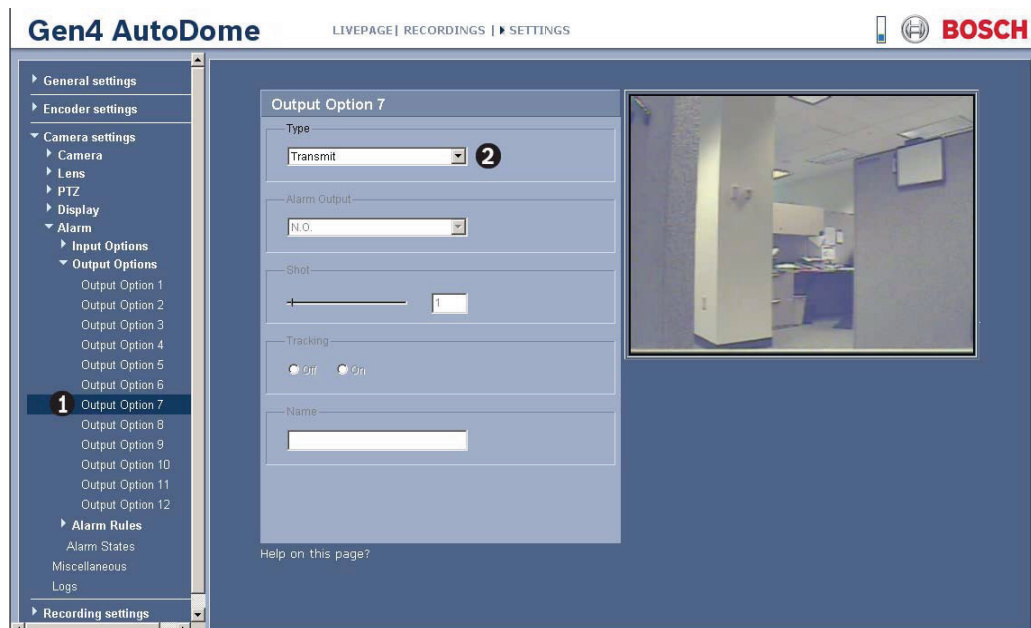 Gen4 AutoDome
LIVEPAGE| RECORDINGS | SETTINGS
BOSCH
General settings
Encoder settings
Camera settings
Camera
Lens
PTZ
Display
Alarm
Input Options
Output Options
Output Option 1
Output Option 2
Output Option 3
Output Option 4
Output Option 5
Output Option 6
1 Output Option 7
Output Option 8
Output Option 9
Output Option 10
Output Option 11
Output Option 12
Alarm Rules
Alarm States
Miscellaneous
Logs
Recording settings
Output Option 7
Type
Transmit 2
Alarm Output
N.O.
Shot
1
Tracking
Off On
Name
Help on this page?